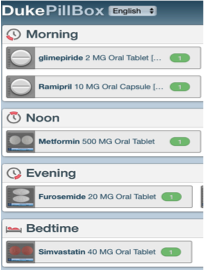 DukePillBox English
Morning
glimepiride 2 MG Oral Tablet [... 1
Ramipril 10 MG Oral Capsule [... 1
Noon
Metformin 500 MG Oral Tablet 1
Evening
Furosemide 20 MG Oral Tablet 1
Bedtime
Simvastatin 40 MG Oral Tablet 1